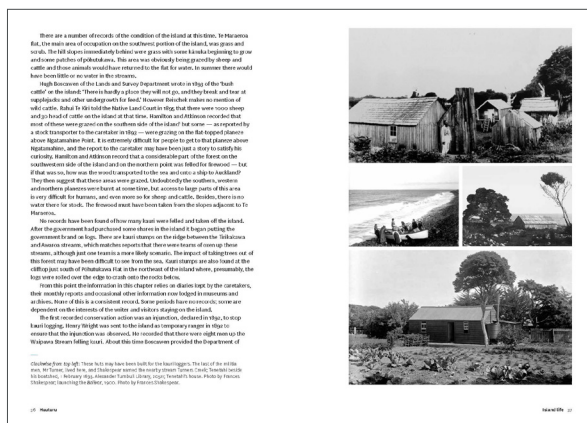 There are a number of records of the condition of the island at this time. Te Maraeroa
flat, the main area of occupation on the southwest portion of the island, was grass and
scrub. The hill slopes immediately behind were grass with some kānuka beginning to grow
and some patches of pōhutukawa. This area was obviously being grazed by sheep and
cattle and those animals would have returned to the flat for water. In summer there would
have been little or no water in the streams.
Hugh Boscawen of the Lands and Survey Department wrote in 1895 of the 'bush
cattle' on the island: 'There is hardly a place they will not go, and they break and tear at
supplejacks and other undergrowth for feed.' However Reischek makes no mention of
wild cattle. Rahui Te Kiri told the Native Land Court in 1895 that there were 1000 sheep
and 30 head of cattle on the island at that time. Hamilton and Atkinson recorded that
most of these were grazed on the southern side of the island but some — as reported by
a stock transporter to the caretaker in — were grazing on the flat-topped planeze
above Ngatamahine Point. It is extremely difficult for people to get to that planeze above
Ngatamahine, and the report to the caretaker may have been just a story to satisfy his
curiosity. Hamilton and Atkinson record that a considerable part of the forest on the
southwestern side of the island and on the northern point was felled for firewood — but
if that was so, how was the wood transported to the sea and onto a ship to Auckland?
They then suggest that these areas were grazed. Undoubtedly the southern, western
and northern planezes were burnt at some time, but access to large parts of this area
is very difficult for humans, and even more so for sheep and cattle. Besides, there is no
water there for stock. The firewood must have been taken from the slopes adjacent to Te
Maraeroa.
No records have been found of how many kauri were felled and taken off the island.
After the government had purchased some shares in the island it began putting the
government brand on logs. There are kauri stumps on the ridge between the Tirikakawa
and Awaroa streams, which matches reports that there were teams of men up these
streams, although just one team is a more likely scenario. The impact of taking trees out of
this forest may have been difficult to see from the sea. Kauri stumps are also found at the
clifftop just south of Pohutukawa Flat in the northeast of the island where, presumably, the
logs were rolled over the edge to crash onto the rocks below.
From this point the information in this chapter relies on diaries kept by the caretakers,
their monthly reports and occasional other information now lodged in museums and
archives. None of this is a consistent record. Some periods have no records; some are
dependent on the interests of the writer and visitors staying on the island.
The first recorded conservation action was an injunction, declared in 1892, to stop
kauri logging. Henry Wright was sent to the island as temporary ranger in 1892 to
ensure that the injunction was observed. He recorded that there were eight men up the
Waipawa Stream felling kauri. About this time Boscawen provided the Department of
Clockwise from top left: These huts may have been built for the kauri loggers. The last of the
men, Mr Turner, lived here, and Shakespear named the nearby stream Turners Creek; Tenetahi beside
his boatshed, 1 February 1893. Alexander Turnbull Library; Tenetahi's house. Photo by Frances
Shakespear; launching the Rambler, . Photo by Frances Shakespear.
36 Hauturu
Island life 37